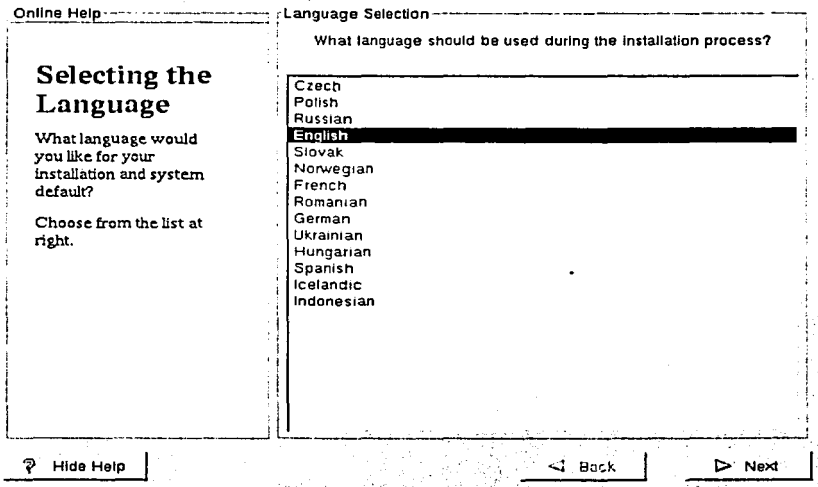 Online Help
Selecting the
Language
What language would
you like for your
installation and system
default?
Choose from the list at
right.
Language Selection
What language should be used during the installation process?
Czech
Polish
Russian
English
Slovak
Norwegian
French
Romanian
German
Ukrainian
Hungarian
Spanish
Icelandic
Indonesian
? Hide Help
Back
Next